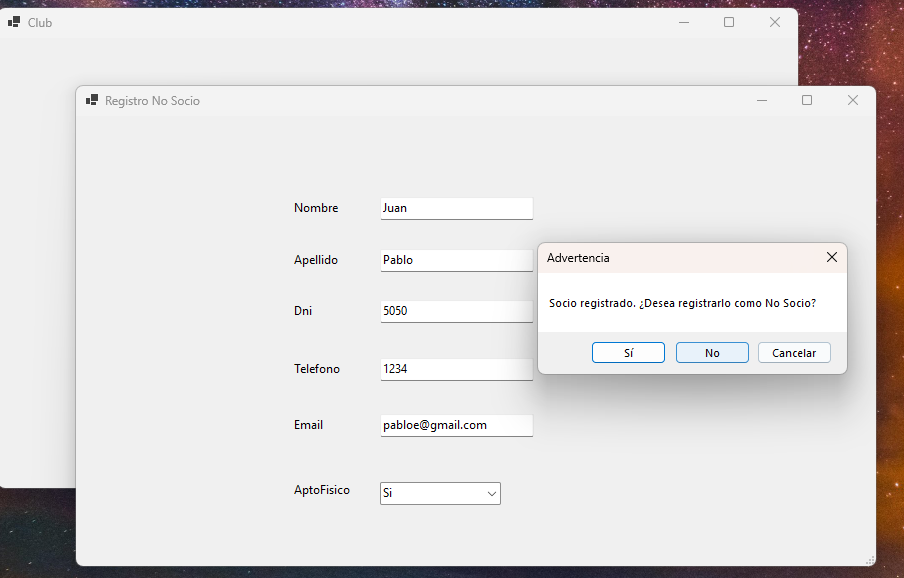 Club
Registro No Socio
Nombre Juan
Apellido Pablo
Dni 5050
Telefono 1234
Email pabloe@gmail.com
AptoFisico Si
Advertencia
Socio registrado. ¿Desea registrarlo como No Socio?
Sí No Cancelar